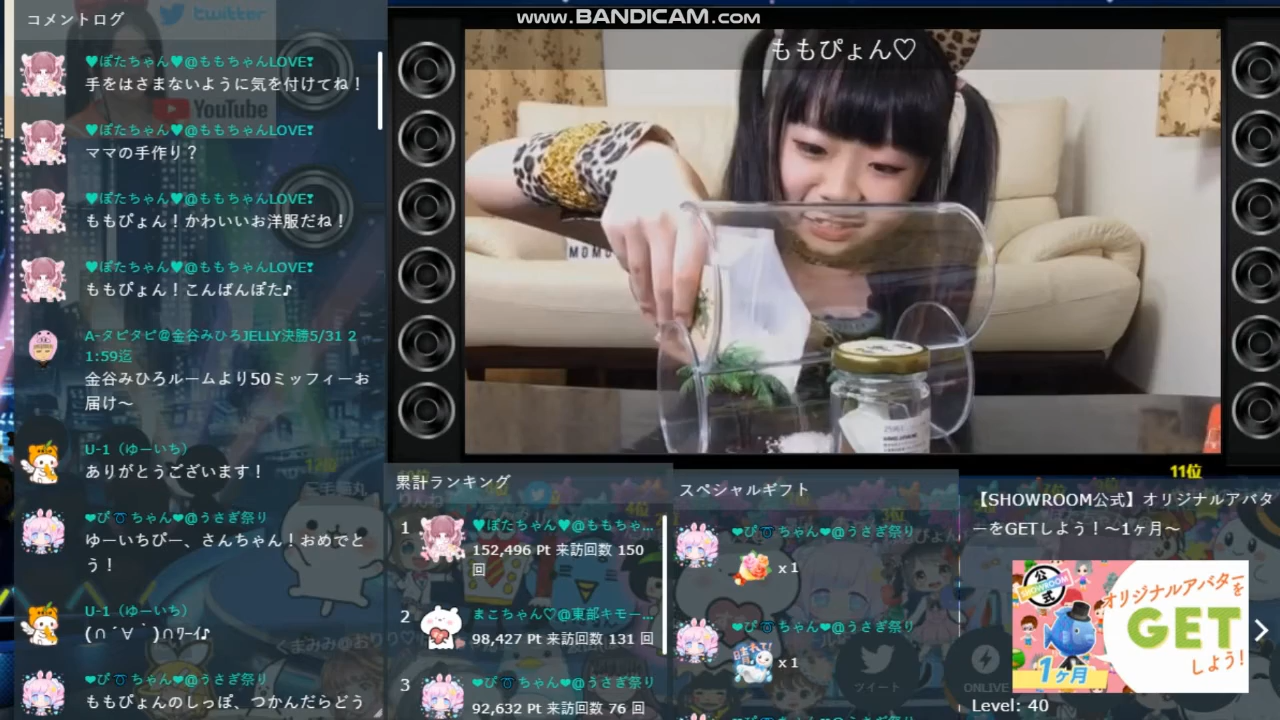 www.BANDICAM.com
コメントログ
twitter
YouTube
♥ぽたちゃん♥@ももちゃんLOVE❣
手をはさまないように気を付けてね！
♥ぽたちゃん♥@ももちゃんLOVE❣
ママの手作り？
♥ぽたちゃん♥@ももちゃんLOVE❣
ももぴょん！かわいいお洋服だね！
♥ぽたちゃん♥@ももちゃんLOVE❣
ももぴょん！こんばんぽた♪
A-タピタピ@金谷みひろJELLY決勝5/31 2
1:59迄
金谷みひろルームより50ミッフィーお
届け〜
U-1（ゆーいち）
ありがとうございます！
❤ぴ➰ちゃん❤@うさぎ祭り
ゆーいちぴー、さんちゃん！おめでと
う！
U-1（ゆーいち）
(∩´∀｀)∩ﾜｰｲ♪
❤ぴ➰ちゃん❤@うさぎ祭り
ももぴょんのしっぽ、つかんだらどう
ももぴょん♡
MOMO
累計ランキング
1
♥ぽたちゃん♥@ももちゃ...
152,496 Pt 来訪回数 150
回
2
まこちゃん♡@東部キモー...
98,427 Pt 来訪回数 131 回
3
❤ぴ➰ちゃん❤@うさぎ祭り
92,632 Pt 来訪回数 76 回
スペシャルギフト
❤ぴ➰ちゃん❤@うさぎ祭り
x 1
❤ぴ➰ちゃん❤@うさぎ祭り
晴れて!
x 1
ツイート
ONLIVE
11位
【SHOWROOM公式】オリジナルアバタ
ーをGETしよう！〜1ヶ月〜
SHOWROOM
公式
オリジナルアバターを
GET
しよう!
1ヶ月
Level: 40